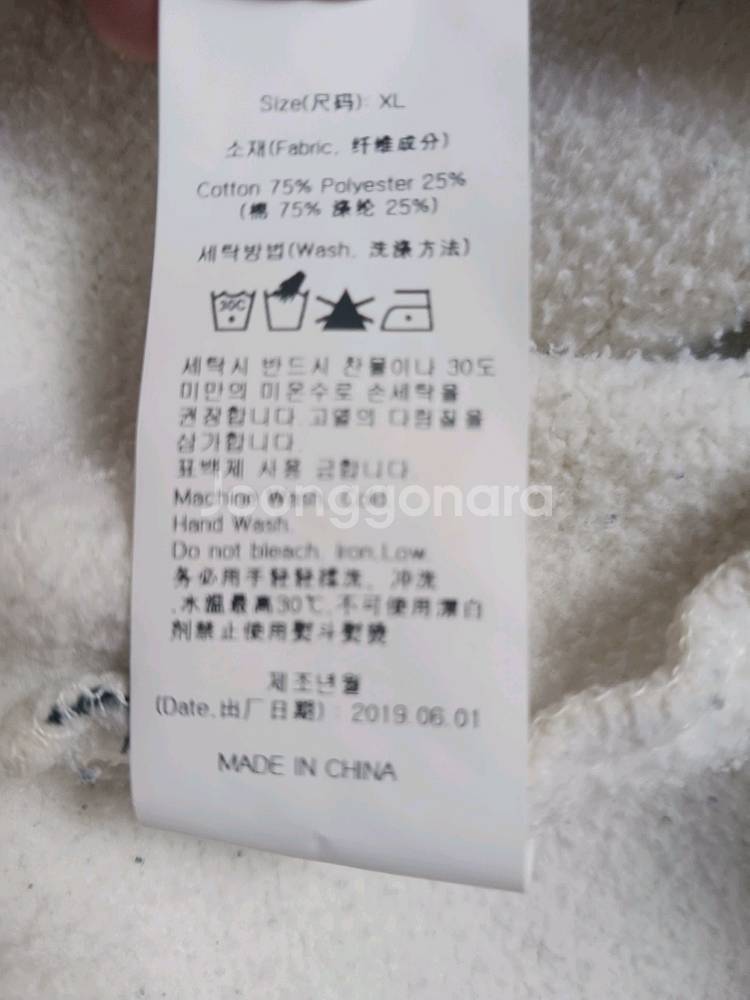 Size(尺码): XL
소재(Fabric, 纤维成分)
Cotton 75% Polyester 25%
(棉 75% 涤纶 25%)
세탁방법(Wash, 洗涤方法)
30C
세탁시 반드시 찬물이나 30도
미만의 미온수로 손세탁을
권장합니다.고열의 다림질을
삼가합니다.
표백제 사용 금합니다.
Machine Wash, Cold
Joonggonara
Hand Wash.
Do not bleach. Iron,Low.
务必用手轻轻揉洗, 冲洗
,水温最高30℃,不可使用漂白
剂禁止使用熨斗熨烫
제조년월
(Date,出厂日期) : 2019.06.01
MADE IN CHINA